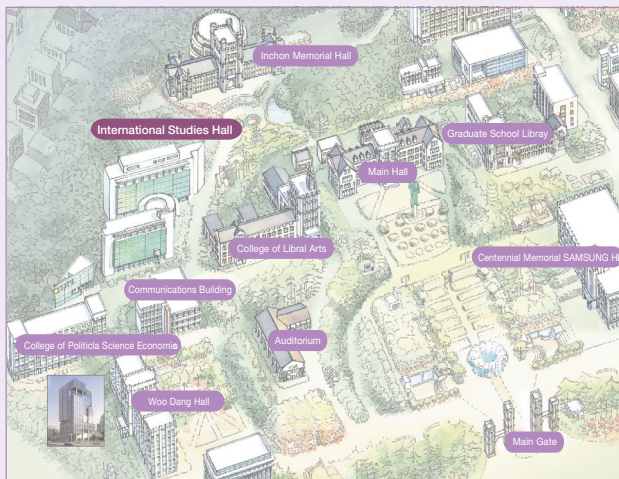 Inchon Memorial Hall
International Studies Hall
Graduate School Libray
Main Hall
College of Libral Arts
Centennial Memorial SAMSUNG H
Communications Building
College of Politicla Science Economis
Auditorium
Woo Dang Hall
Main Gate